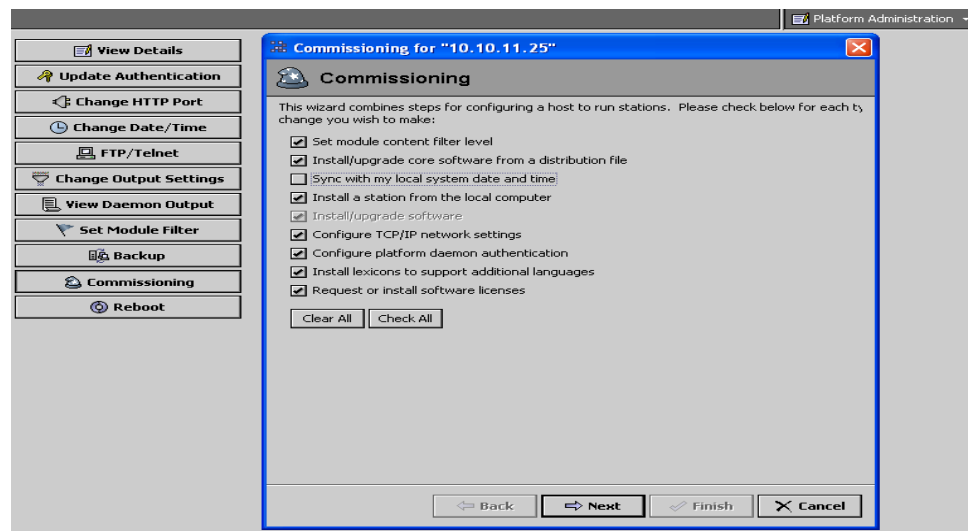 Platform Administration
View Details
Update Authentication
Change HTTP Port
Change Date/Time
FTP/Telnet
Change Output Settings
View Daemon Output
Set Module Filter
Backup
Commissioning
Reboot
Commissioning for "10.10.11.25"
Commissioning
This wizard combines steps for configuring a host to run stations. Please check below for each ty
change you wish to make:
Set module content filter level
Install/upgrade core software from a distribution file
Sync with my local system date and time
Install a station from the local computer
Install/upgrade software
Configure TCP/IP network settings
Configure platform daemon authentication
Install lexicons to support additional languages
Request or install software licenses
Clear All Check All
Back Next Finish Cancel